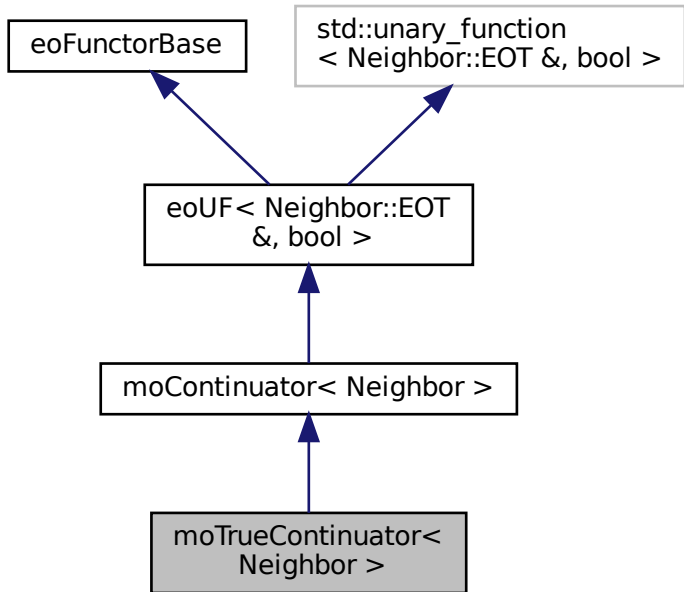 eoFunctorBase
std::unary_function
< Neighbor::EOT &, bool >
eoUF< Neighbor::EOT
&, bool >
moContinuator< Neighbor >
moTrueContinuator<
Neighbor >